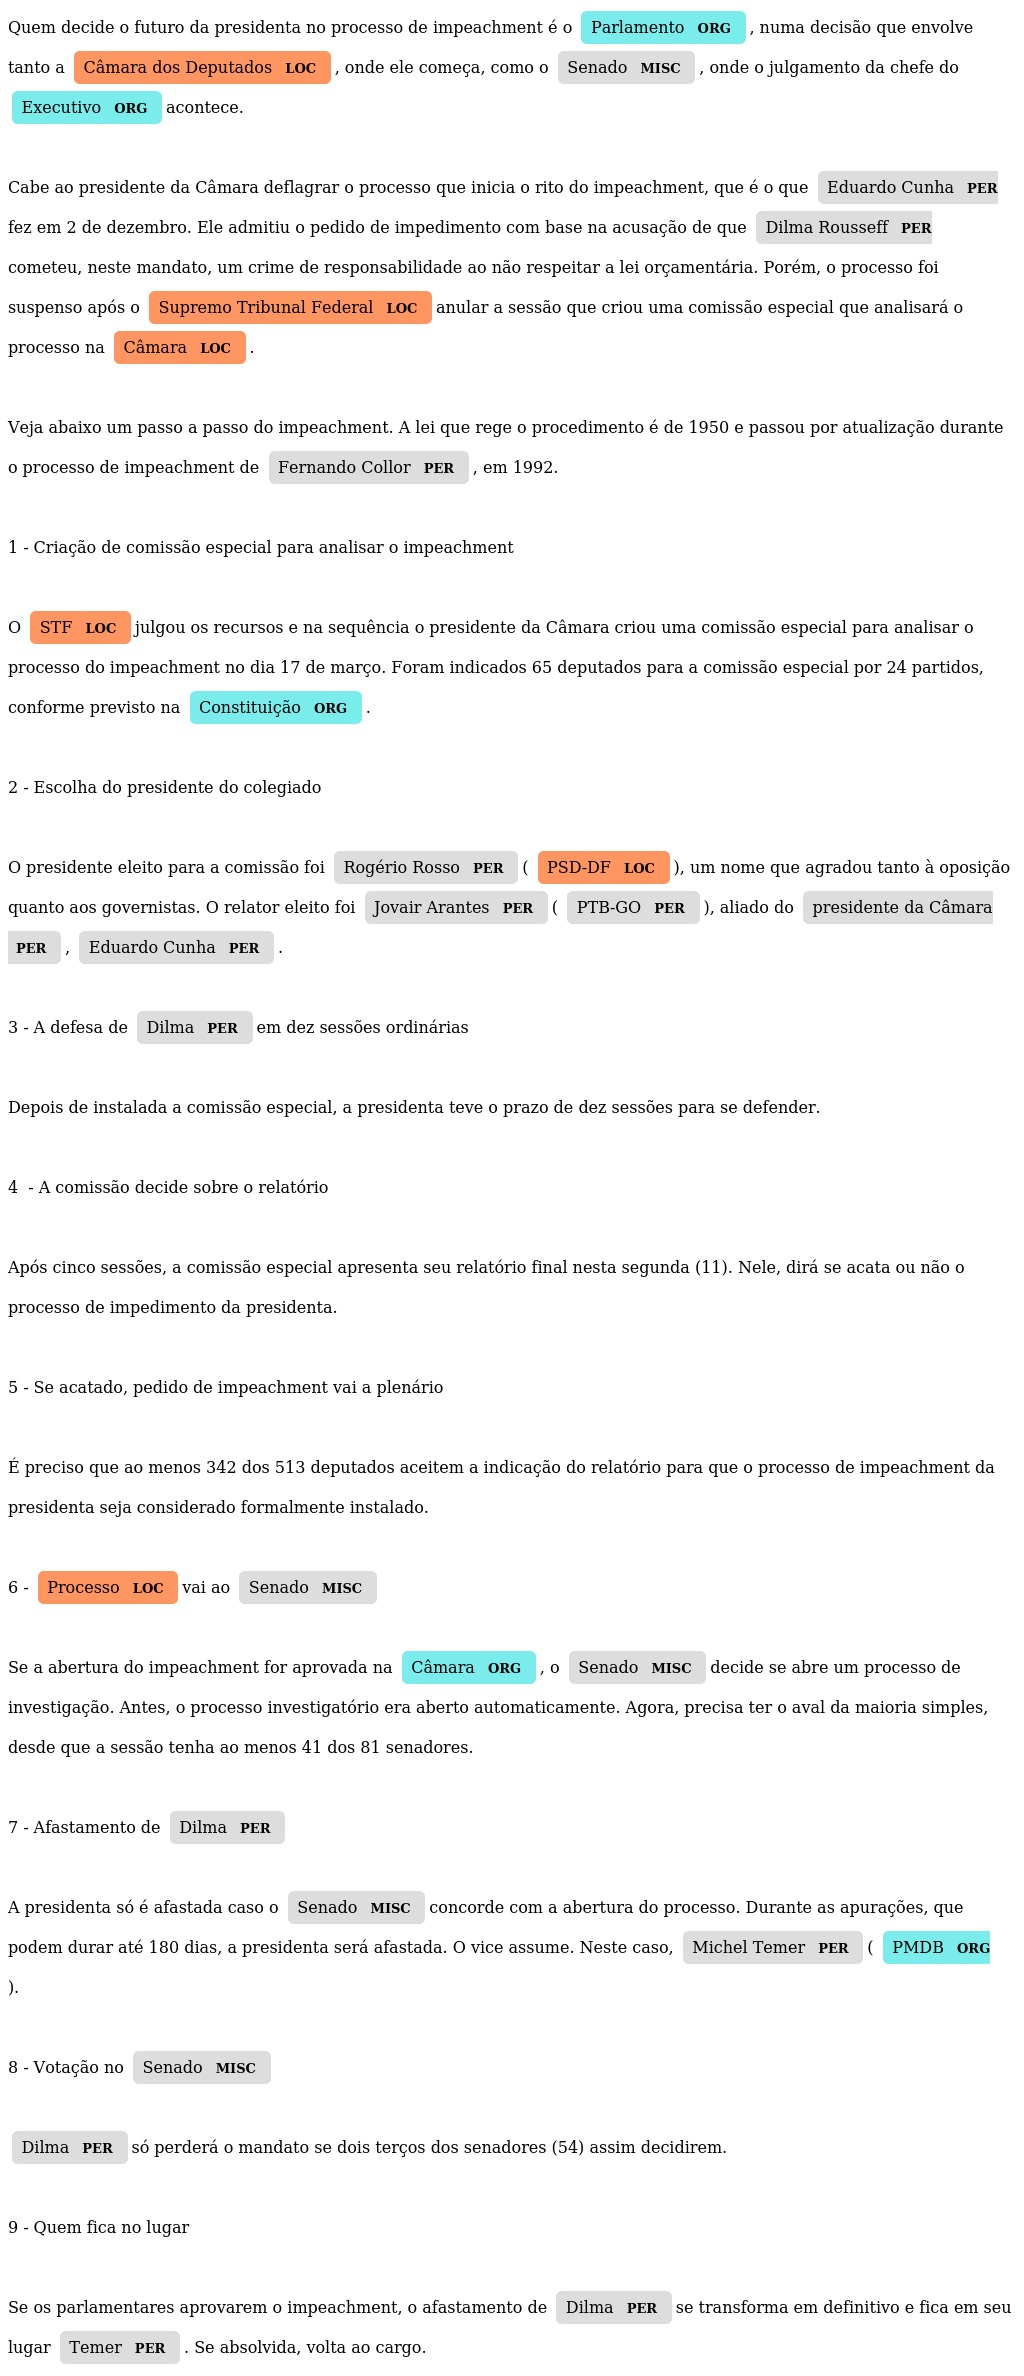 Quem decide o futuro da presidenta no processo de impeachment é o Parlamento ORG , numa decisão que envolve
tanto a Câmara dos Deputados LOC , onde ele começa, como o Senado MISC , onde o julgamento da chefe do
Executivo ORG acontece.
Cabe ao presidente da Câmara deflagrar o processo que inicia o rito do impeachment, que é o que Eduardo Cunha PER
fez em 2 de dezembro. Ele admitiu o pedido de impedimento com base na acusação de que Dilma Rousseff PER
cometeu, neste mandato, um crime de responsabilidade ao não respeitar a lei orçamentária. Porém, o processo foi
suspenso após o Supremo Tribunal Federal LOC anular a sessão que criou uma comissão especial que analisará o
processo na Câmara LOC .
Veja abaixo um passo a passo do impeachment. A lei que rege o procedimento é de 1950 e passou por atualização durante
o processo de impeachment de Fernando Collor PER , em 1992.
1 - Criação de comissão especial para analisar o impeachment
O STF LOC julgou os recursos e na sequência o presidente da Câmara criou uma comissão especial para analisar o
processo do impeachment no dia 17 de março. Foram indicados 65 deputados para a comissão especial por 24 partidos,
conforme previsto na Constituição ORG .
2 - Escolha do presidente do colegiado
O presidente eleito para a comissão foi Rogério Rosso PER ( PSD-DF LOC ), um nome que agradou tanto à oposição
quanto aos governistas. O relator eleito foi Jovair Arantes PER ( PTB-GO PER ), aliado do presidente da Câmara
PER , Eduardo Cunha PER .
3 - A defesa de Dilma PER em dez sessões ordinárias
Depois de instalada a comissão especial, a presidenta teve o prazo de dez sessões para se defender.
4  - A comissão decide sobre o relatório
Após cinco sessões, a comissão especial apresenta seu relatório final nesta segunda (11). Nele, dirá se acata ou não o
processo de impedimento da presidenta.
5 - Se acatado, pedido de impeachment vai a plenário
É preciso que ao menos 342 dos 513 deputados aceitem a indicação do relatório para que o processo de impeachment da
presidenta seja considerado formalmente instalado.
6 - Processo LOC vai ao Senado MISC
Se a abertura do impeachment for aprovada na Câmara ORG , o Senado MISC decide se abre um processo de
investigação. Antes, o processo investigatório era aberto automaticamente. Agora, precisa ter o aval da maioria simples,
desde que a sessão tenha ao menos 41 dos 81 senadores.
7 - Afastamento de Dilma PER
A presidenta só é afastada caso o Senado MISC concorde com a abertura do processo. Durante as apurações, que
podem durar até 180 dias, a presidenta será afastada. O vice assume. Neste caso, Michel Temer PER ( PMDB ORG
).
8 - Votação no Senado MISC
Dilma PER só perderá o mandato se dois terços dos senadores (54) assim decidirem.
9 - Quem fica no lugar
Se os parlamentares aprovarem o impeachment, o afastamento de Dilma PER se transforma em definitivo e fica em seu
lugar Temer PER . Se absolvida, volta ao cargo.